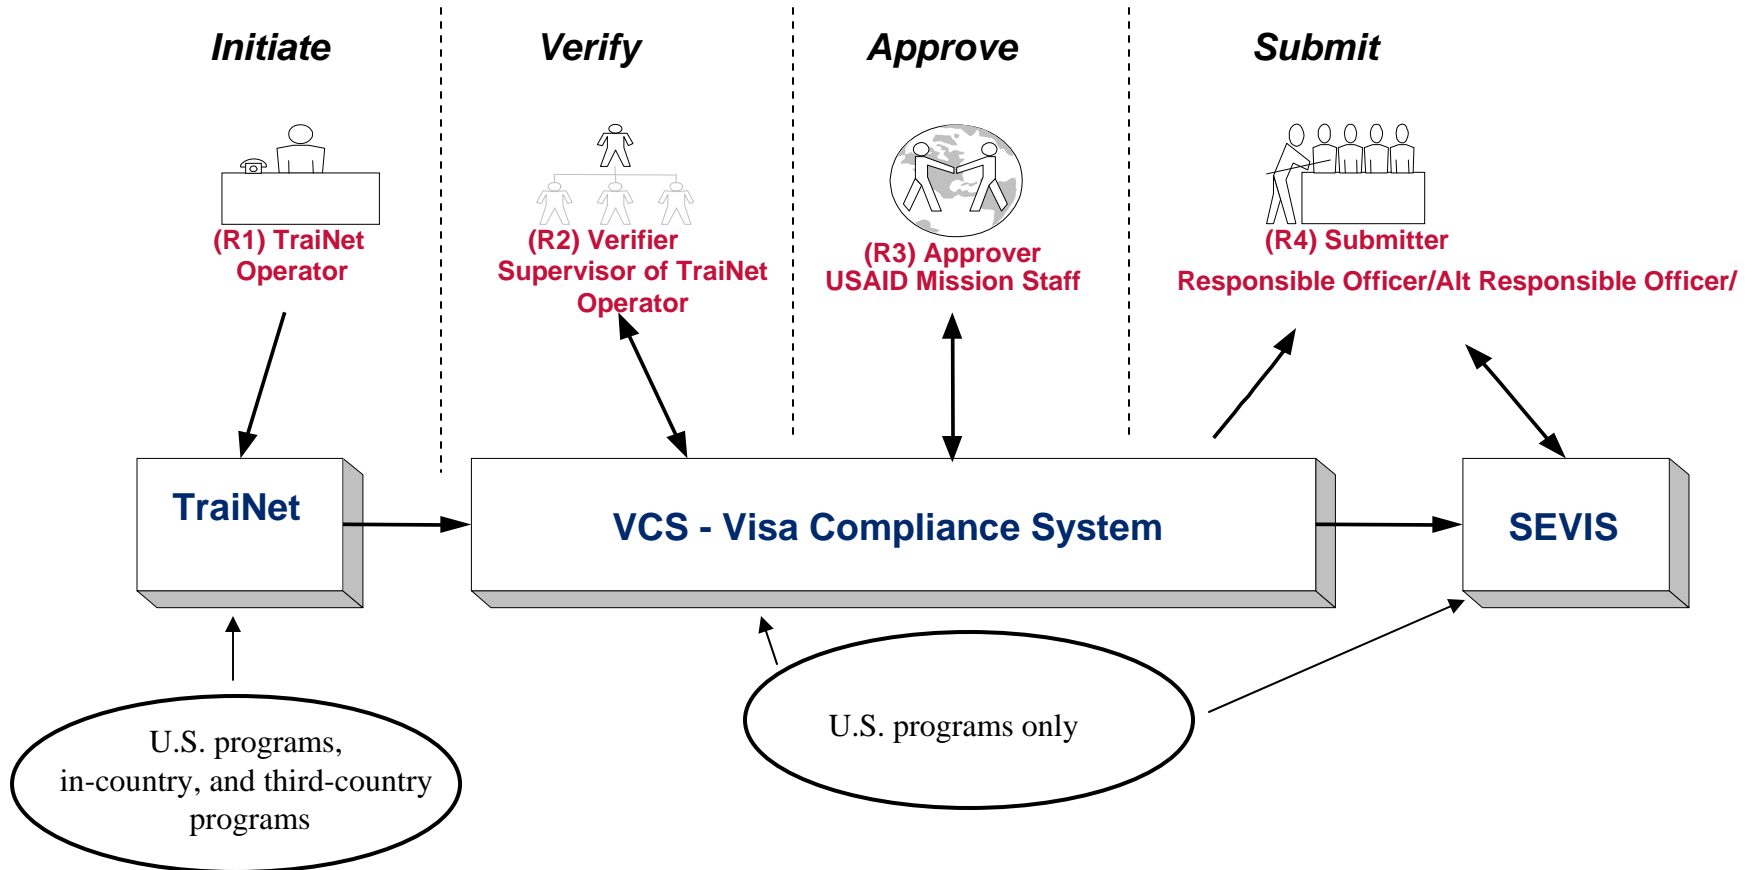 Initiate
Verify
Approve
Submit
(R1) TraiNet
Operator
(R2) Verifier
Supervisor of TraiNet
Operator
(R3) Approver
USAID Mission Staff
(R4) Submitter
Responsible Officer/Alt Responsible Officer/
TraiNet
VCS - Visa Compliance System
SEVIS
U.S. programs,
in-country, and third-country
programs
U.S. programs only